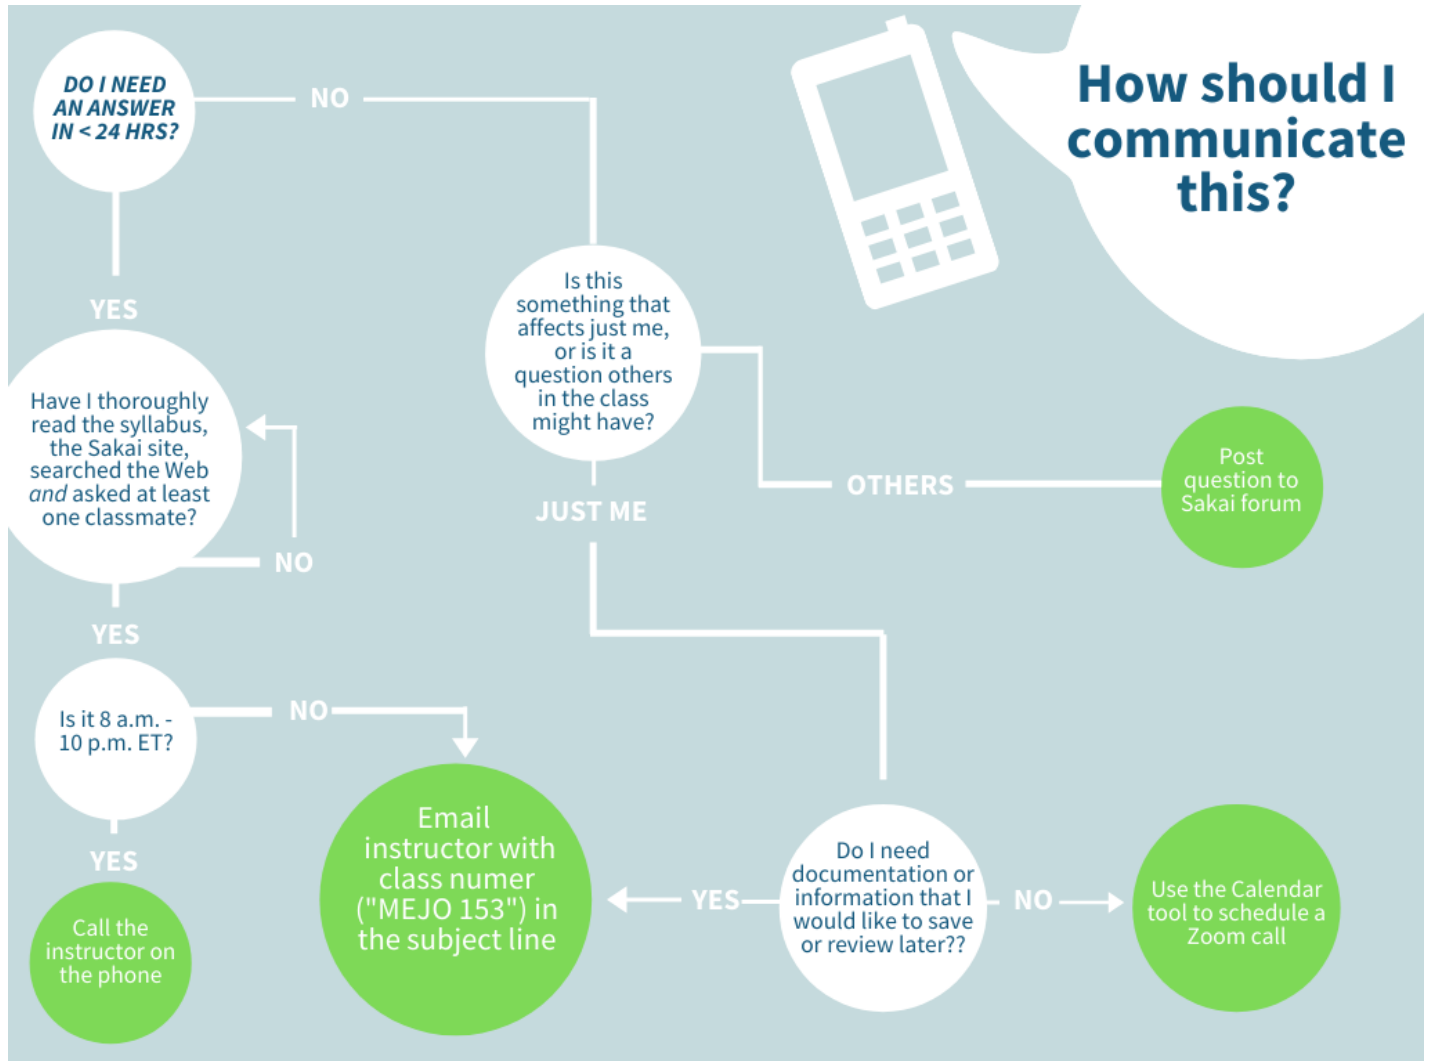 How should I
communicate
this?
DO I NEED
AN ANSWER
IN < 24 HRS?
NO
YES
Is this
something that
affects just me,
or is it a
question others
in the class
might have?
Have I thoroughly
read the syllabus,
the Sakai site,
searched the Web
and asked at least
one classmate?
NO
YES
JUST ME
OTHERS
Post
question to
Sakai forum
Is it 8 a.m. -
10 p.m. ET?
NO
YES
Call the
instructor on
the phone
Email
instructor with
class numer
("MEJO 153") in
the subject line
YES
Do I need
documentation or
information that I
would like to save
or review later??
NO
Use the Calendar
tool to schedule a
Zoom call